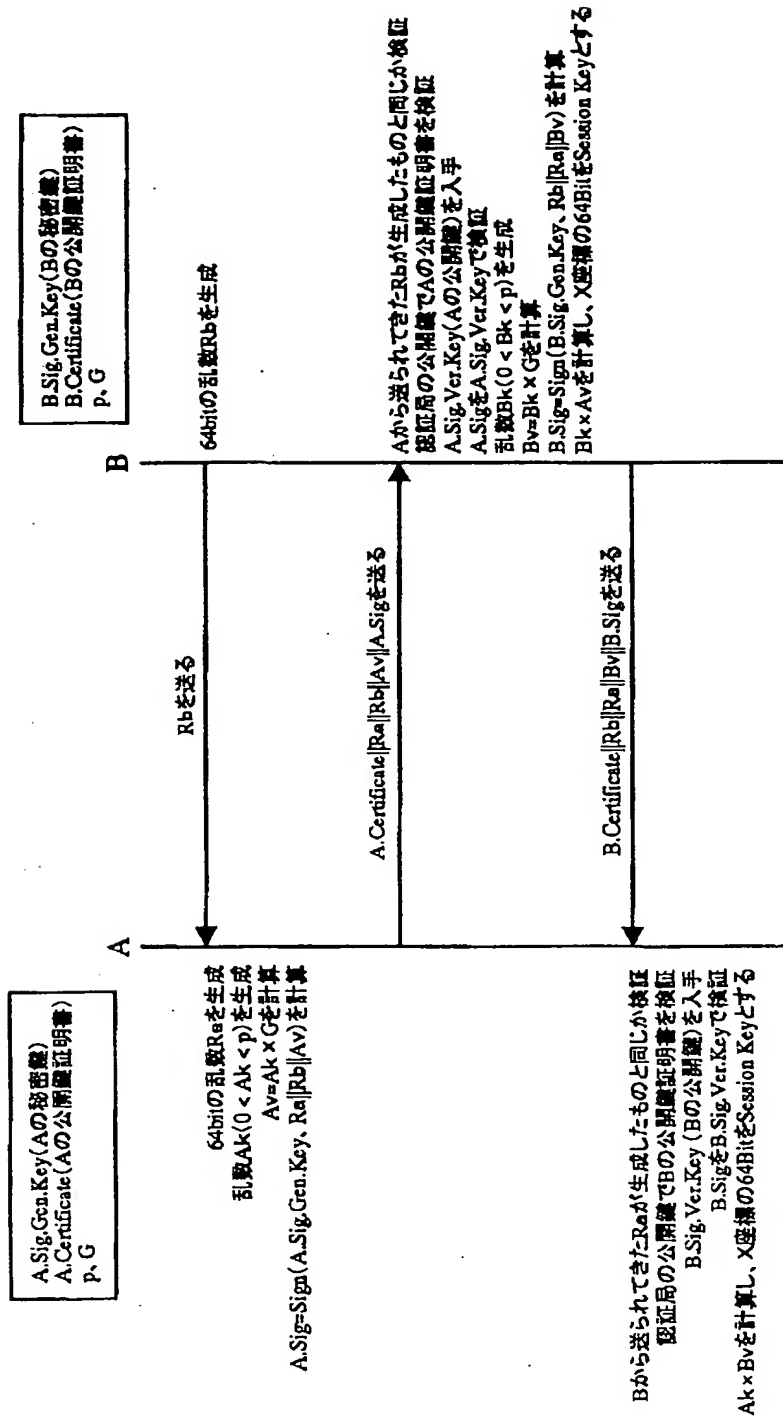 A.Sig.Gen.Key(Aの秘密鍵)
A.Certificate(Aの公開鍵証明書)
p、G
B.Sig.Gen.Key(Bの秘密鍵)
B.Certificate(Bの公開鍵証明書)
p、G
A
B
64bitの乱数Rbを生成
Rbを送る
64bitの乱数Raを生成
乱数Ak(0 < Ak < p)を生成
Av=Ak×Gを計算
A.Sig=Sign(A.Sig.Gen.Key、Ra||Rb||Av)を計算
A.Certificate||Ra||Rb||Av||A.Sigを送る
Aから送られてきたRbが生成したものと同じか検証
認証局の公開鍵でAの公開鍵証明書を検証
A.Sig.Ver.Key(Aの公開鍵)を入手
A.SigをA.Sig.Ver.Keyで検証
乱数Bk(0 < Bk < p)を生成
Bv=Bk×Gを計算
B.Sig=Sign(B.Sig.Gen.Key、Rb||Ra||Bv)を計算
Bk×Avを計算し、X座標の64BitをSession Keyとする
B.Certificate||Rb||Ra||Bv||B.Sigを送る
Bから送られてきたRaが生成したものと同じか検証
認証局の公開鍵でBの公開鍵証明書を検証
B.Sig.Ver.Key (Bの公開鍵)を入手
B.SigをB.Sig.Ver.Keyで検証
Ak×Bvを計算し、X座標の64BitをSession Keyとする